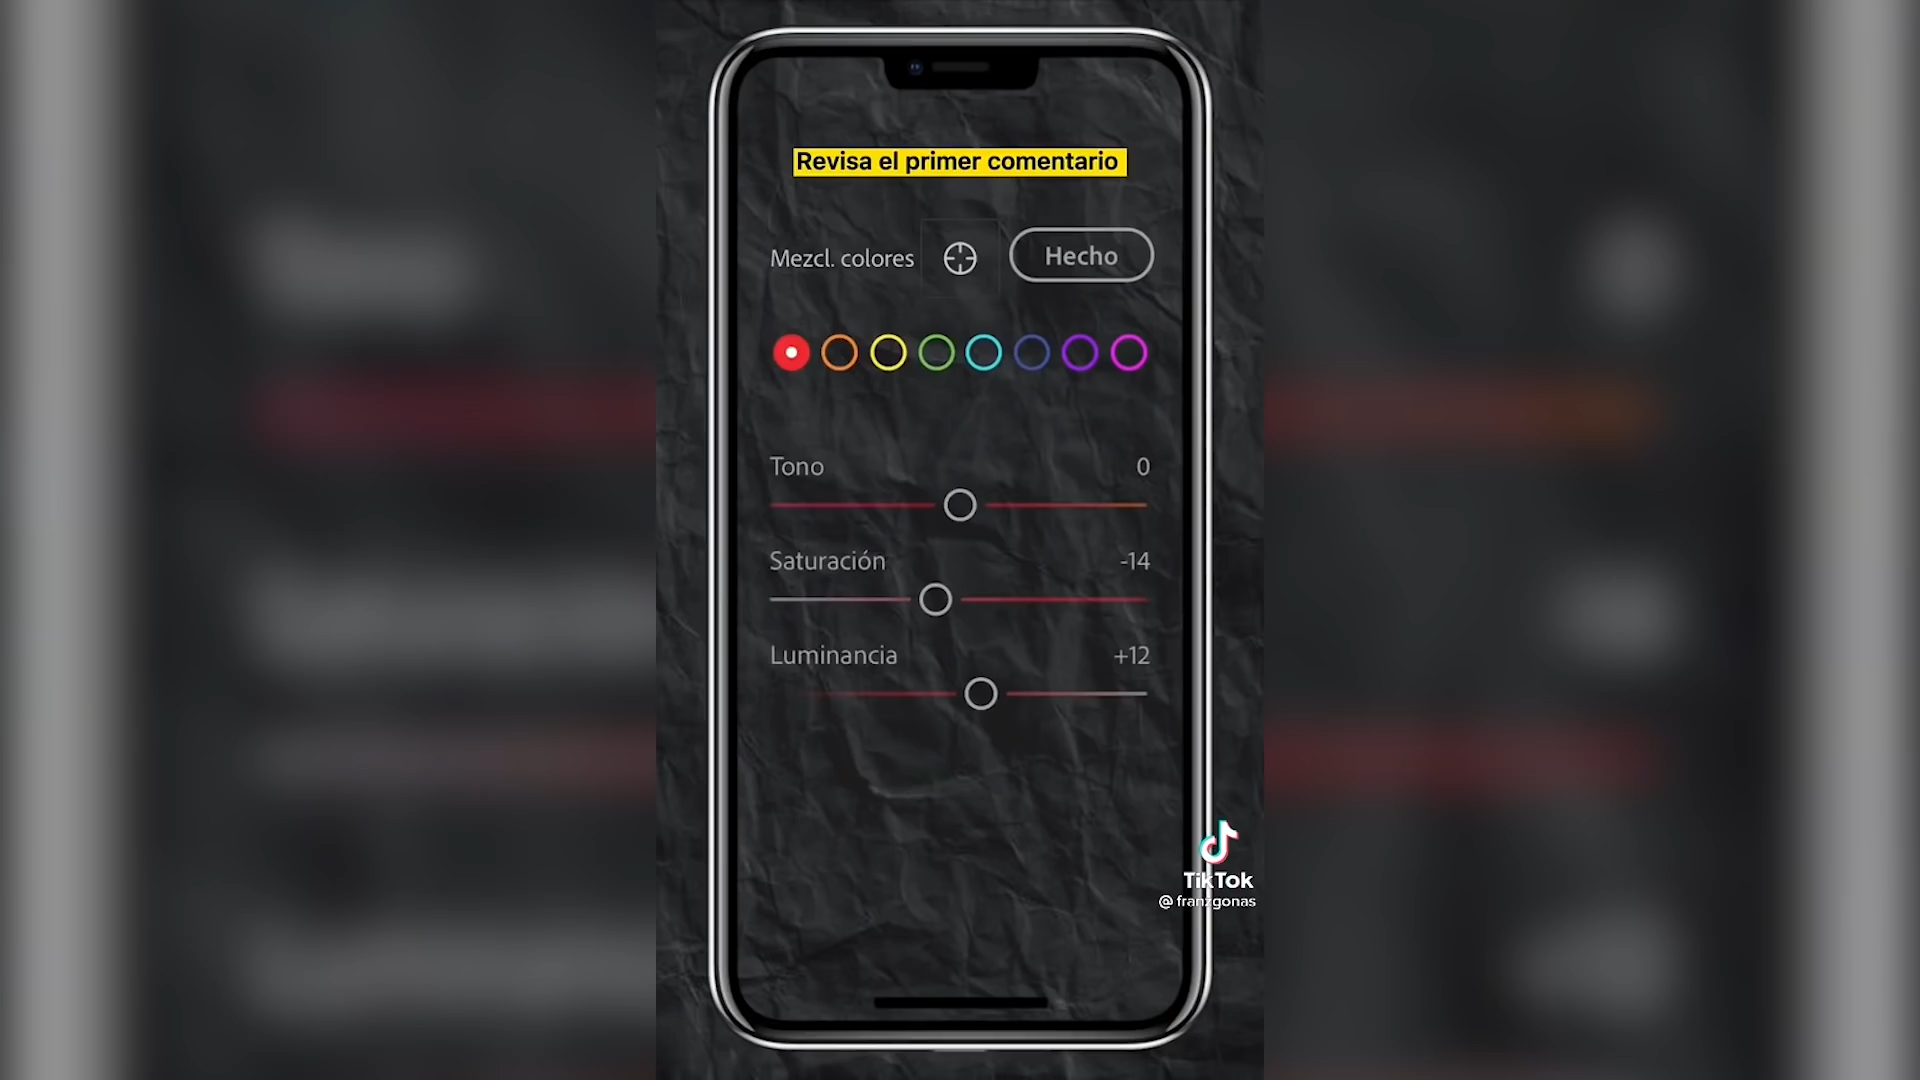 Revisa el primer comentario
Mezcl. colores
Hecho
Tono 0
Saturación -14
Luminancia +12
TikTok
@franzgonas